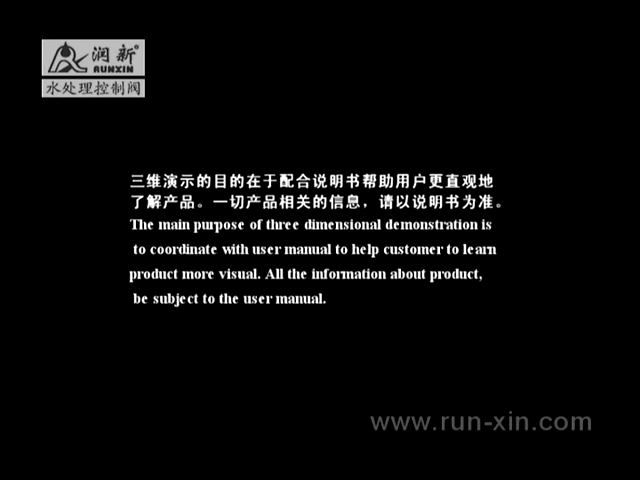 润新®
RUNXIN
水处理控制阀
三维演示的目的在于配合说明书帮助用户更直观地
了解产品。一切产品相关的信息，请以说明书为准。
The main purpose of three dimensional demonstration is
to coordinate with user manual to help customer to learn
product more visual. All the information about product,
be subject to the user manual.
www.run-xin.com